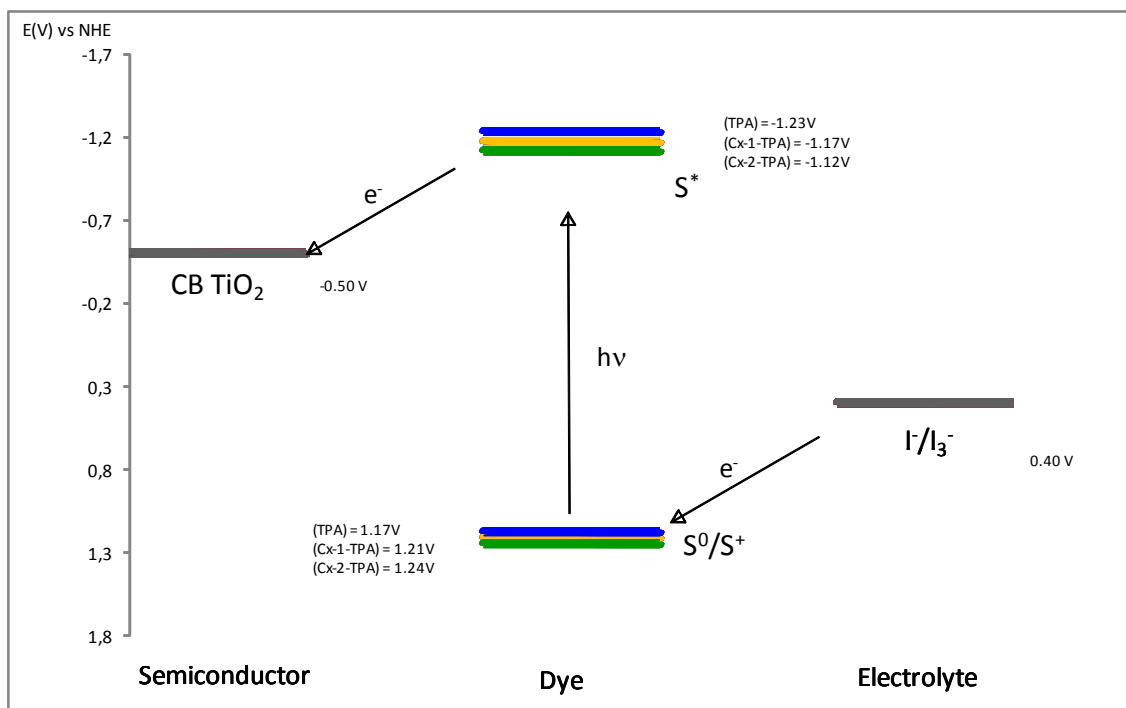 E(V) vs NHE
-1,7
-1,2
-0,7
-0,2
0,3
0,8
1,3
1,8
(TPA) = -1.23V
(Cx-1-TPA) = -1.17V
(Cx-2-TPA) = -1.12V
S*
e-
CB TiO2
-0.50 V
hν
I-/I3-
0.40 V
e-
(TPA) = 1.17V
(Cx-1-TPA) = 1.21V
(Cx-2-TPA) = 1.24V
S0/S+
Semiconductor
Dye
Electrolyte